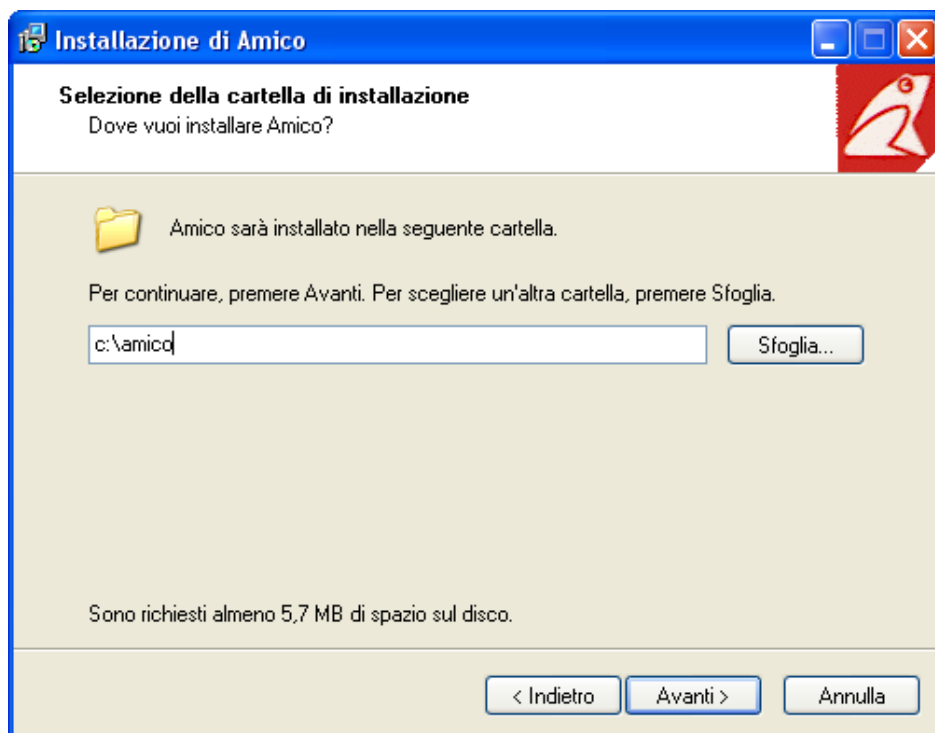 Installazione di Amico
Selezione della cartella di installazione
Dove vuoi installare Amico?
Amico sarà installato nella seguente cartella.
Per continuare, premere Avanti. Per scegliere un'altra cartella, premere Sfoglia.
c:\amico
Sfoglia...
Sono richiesti almeno 5,7 MB di spazio sul disco.
< Indietro
Avanti >
Annulla